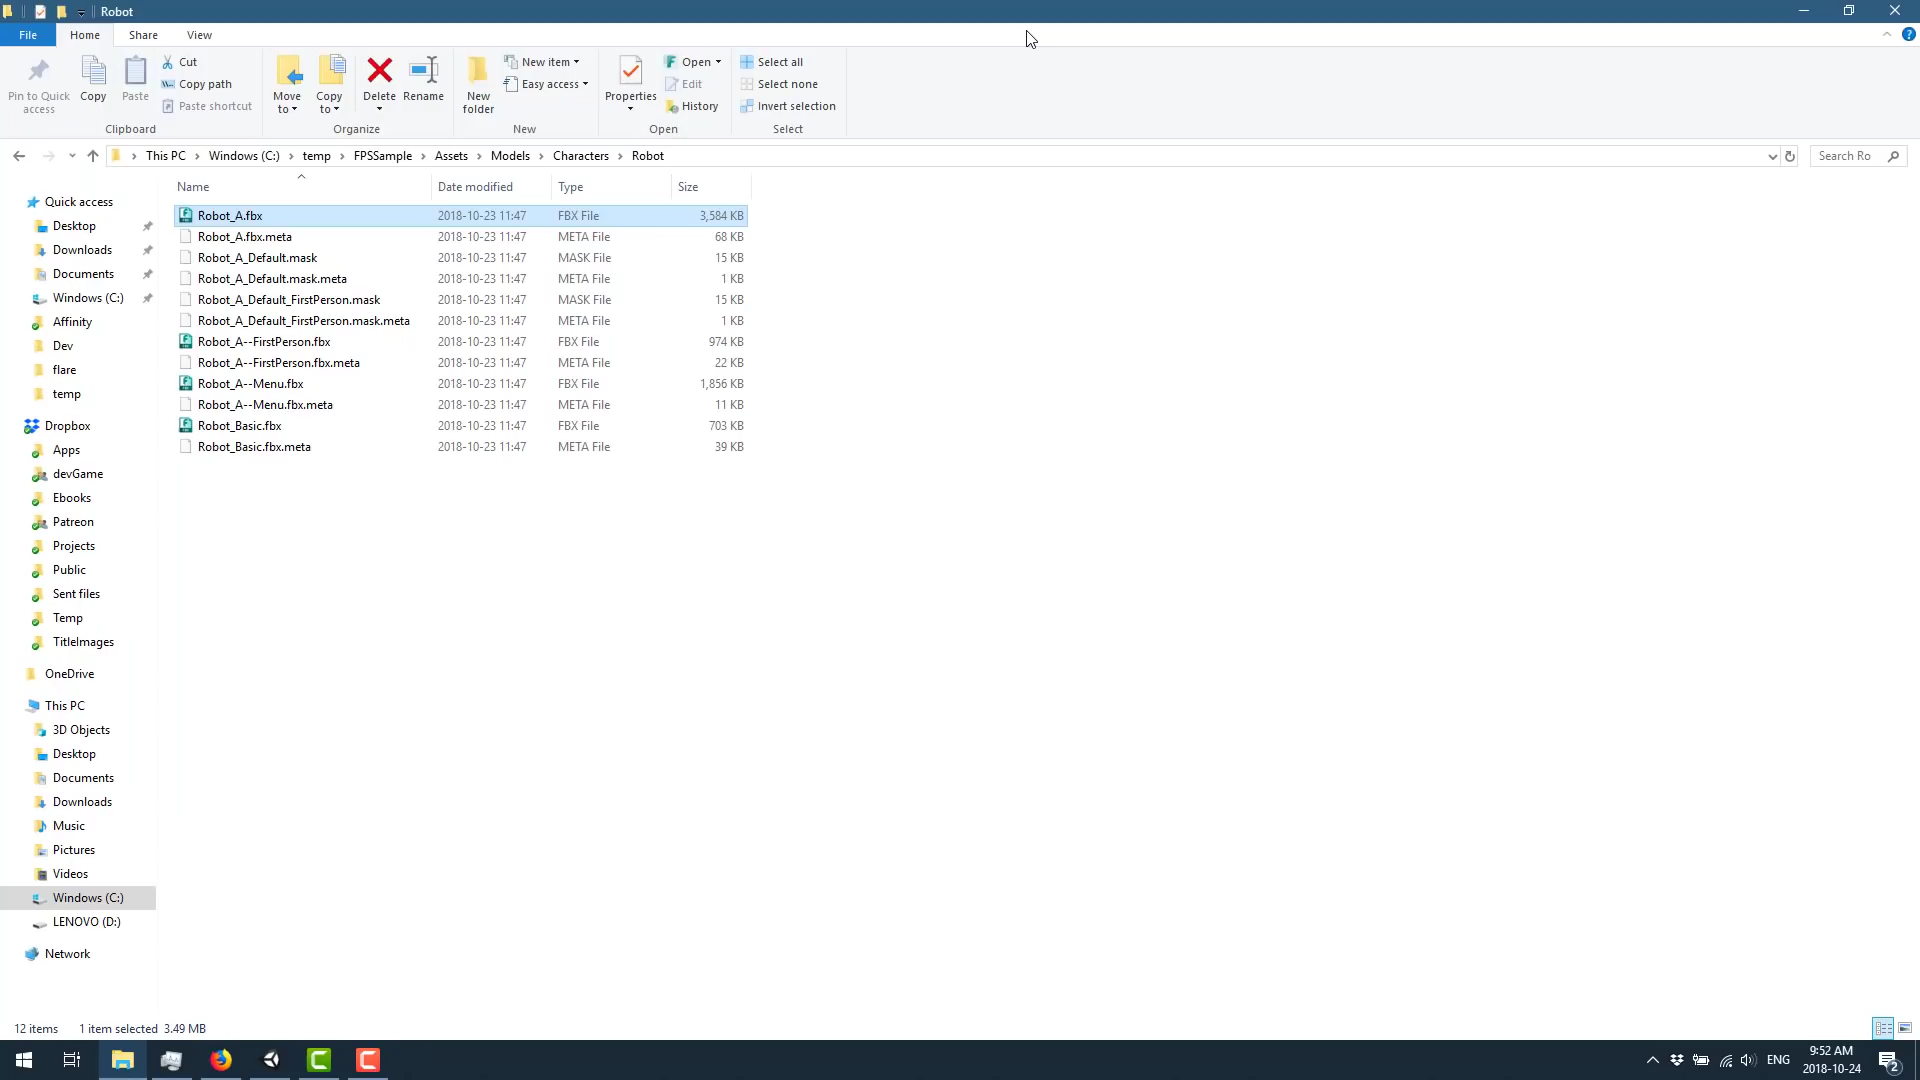 Robot
File Home Share View
Pin to Quick access
Copy
Paste
Cut
Copy path
Paste shortcut
Clipboard
Move to
Copy to
Delete
Rename
Organize
New folder
New item
Easy access
New
Properties
Open
Edit
History
Open
Select all
Select none
Invert selection
Select
This PC > Windows (C:) > temp > FPSSample > Assets > Models > Characters > Robot
Search Ro
Name Date modified Type Size
Robot_A.fbx 2018-10-23 11:47 FBX File 3,584 KB
Robot_A.fbx.meta 2018-10-23 11:47 META File 68 KB
Robot_A_Default.mask 2018-10-23 11:47 MASK File 15 KB
Robot_A_Default.mask.meta 2018-10-23 11:47 META File 1 KB
Robot_A_Default_FirstPerson.mask 2018-10-23 11:47 MASK File 15 KB
Robot_A_Default_FirstPerson.mask.meta 2018-10-23 11:47 META File 1 KB
Robot_A--FirstPerson.fbx 2018-10-23 11:47 FBX File 974 KB
Robot_A--FirstPerson.fbx.meta 2018-10-23 11:47 META File 22 KB
Robot_A--Menu.fbx 2018-10-23 11:47 FBX File 1,856 KB
Robot_A--Menu.fbx.meta 2018-10-23 11:47 META File 11 KB
Robot_Basic.fbx 2018-10-23 11:47 FBX File 703 KB
Robot_Basic.fbx.meta 2018-10-23 11:47 META File 39 KB
Quick access
Desktop
Downloads
Documents
Windows (C:)
Affinity
Dev
flare
temp
Dropbox
Apps
devGame
Ebooks
Patreon
Projects
Public
Sent files
Temp
TitleImages
OneDrive
This PC
3D Objects
Desktop
Documents
Downloads
Music
Pictures
Videos
Windows (C:)
LENOVO (D:)
Network
12 items 1 item selected 3.49 MB
ENG
9:52 AM
2018-10-24
2